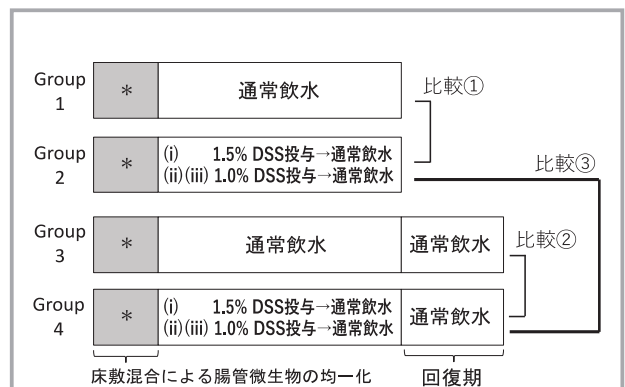 Group 1
*
通常飲水
比較①
Group 2
*
(i) 1.5% DSS投与→通常飲水
(ii)(iii) 1.0% DSS投与→通常飲水
比較③
Group 3
*
通常飲水
通常飲水
比較②
Group 4
*
(i) 1.5% DSS投与→通常飲水
(ii)(iii) 1.0% DSS投与→通常飲水
通常飲水
床敷混合による腸管微生物の均一化
回復期